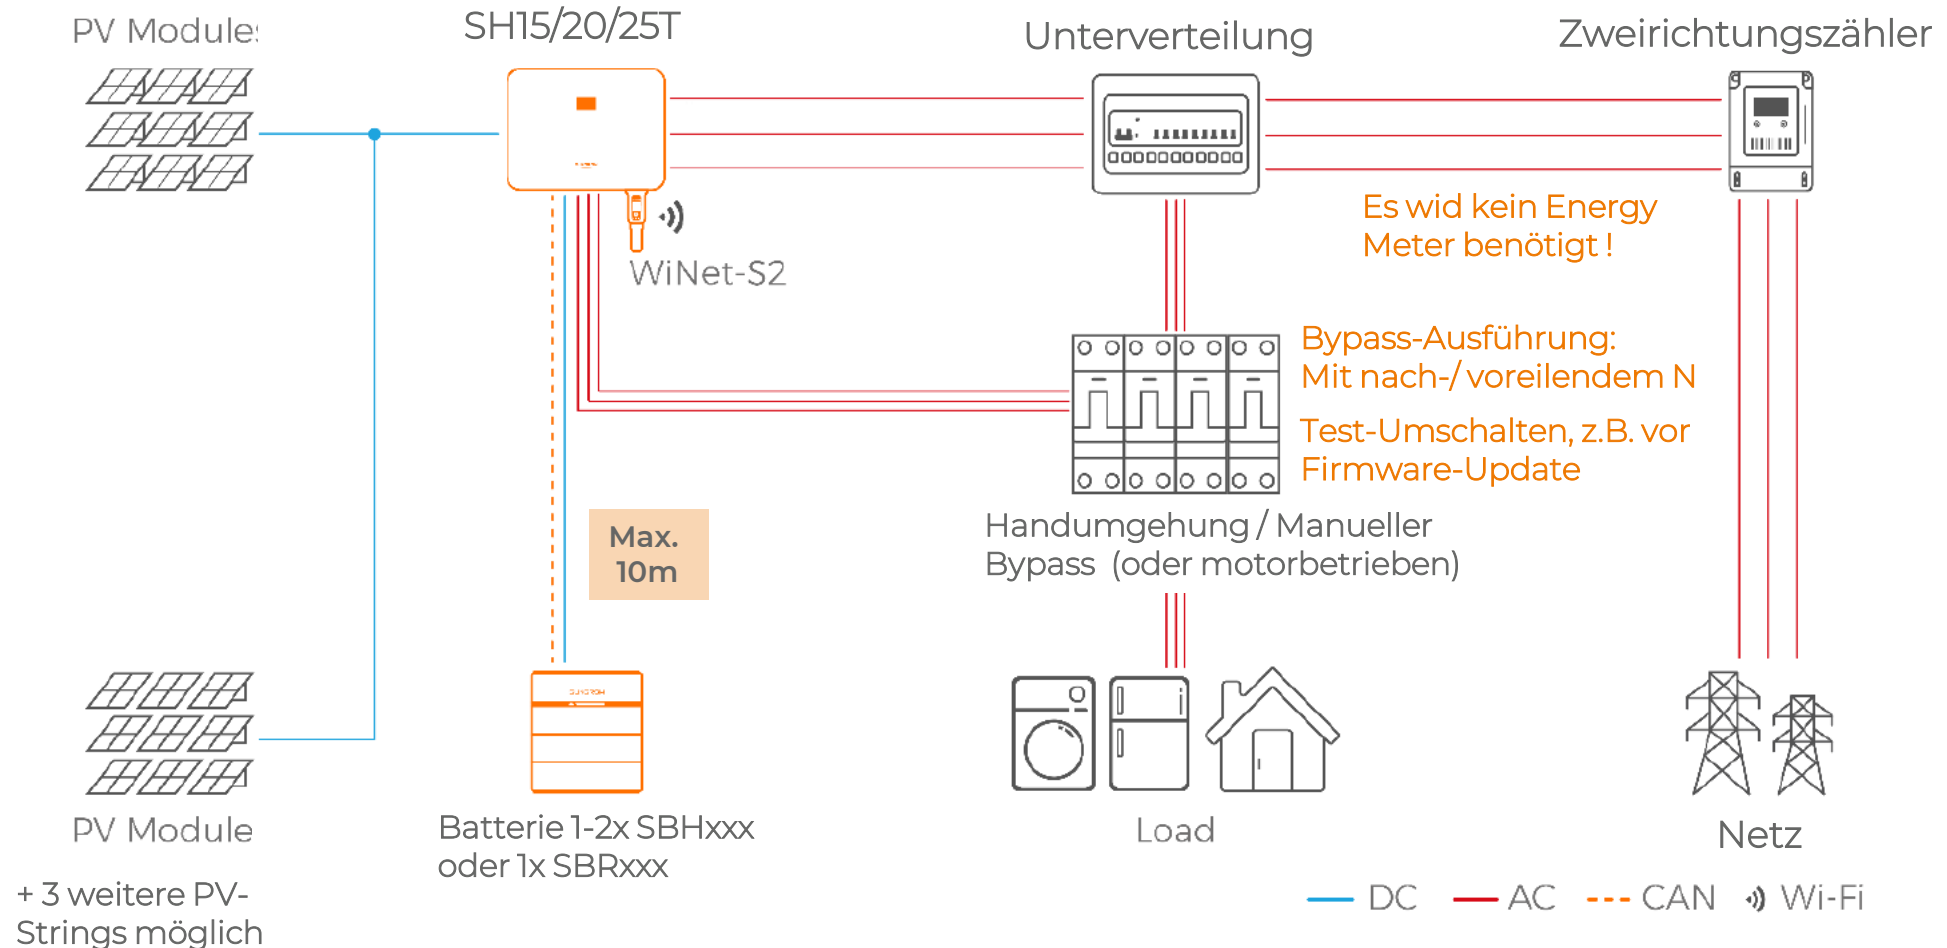 PV Modules
SH15/20/25T
Unterverteilung
Zweirichtungszähler
Es wid kein Energy
Meter benötigt !
WiNet-S2
Bypass-Ausführung:
Mit nach-/ voreilendem N
Test-Umschalten, z.B. vor
Firmware-Update
Max.
10m
Handumgehung / Manueller
Bypass (oder motorbetrieben)
SUNGROW
PV Module
Batterie 1-2x SBHxxx
oder 1x SBRxxx
Load
Netz
+ 3 weitere PV-
Strings möglich
DC
AC
CAN
Wi-Fi